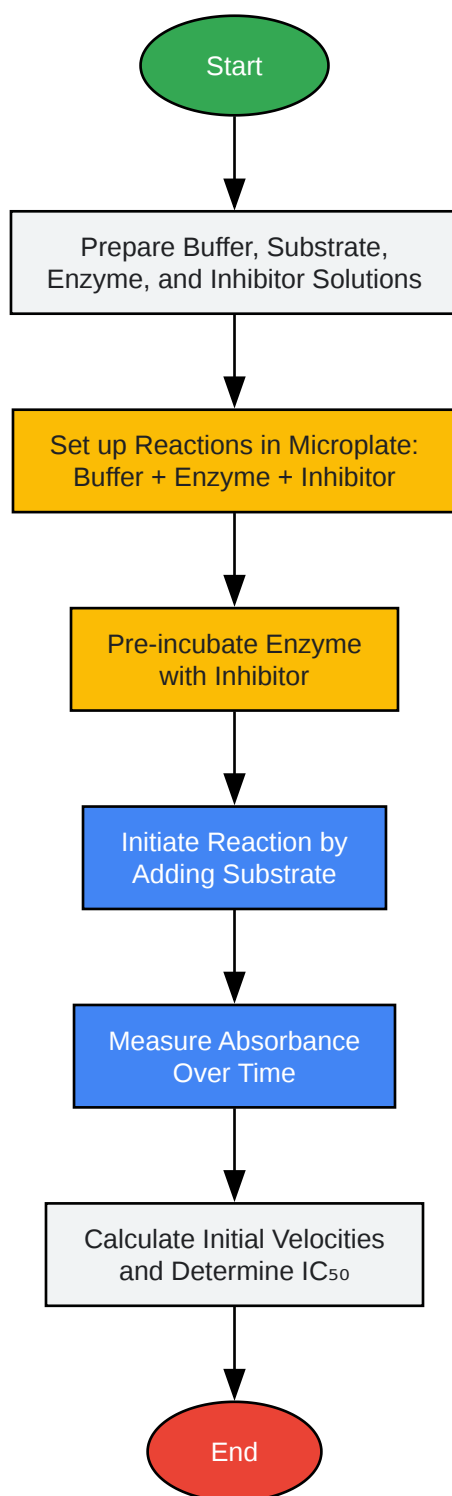 Start
Prepare Buffer, Substrate,
Enzyme, and Inhibitor Solutions
Set up Reactions in Microplate:
Buffer + Enzyme + Inhibitor
Pre-incubate Enzyme
with Inhibitor
Initiate Reaction by
Adding Substrate
Measure Absorbance
Over Time
Calculate Initial Velocities
and Determine IC₅₀
End